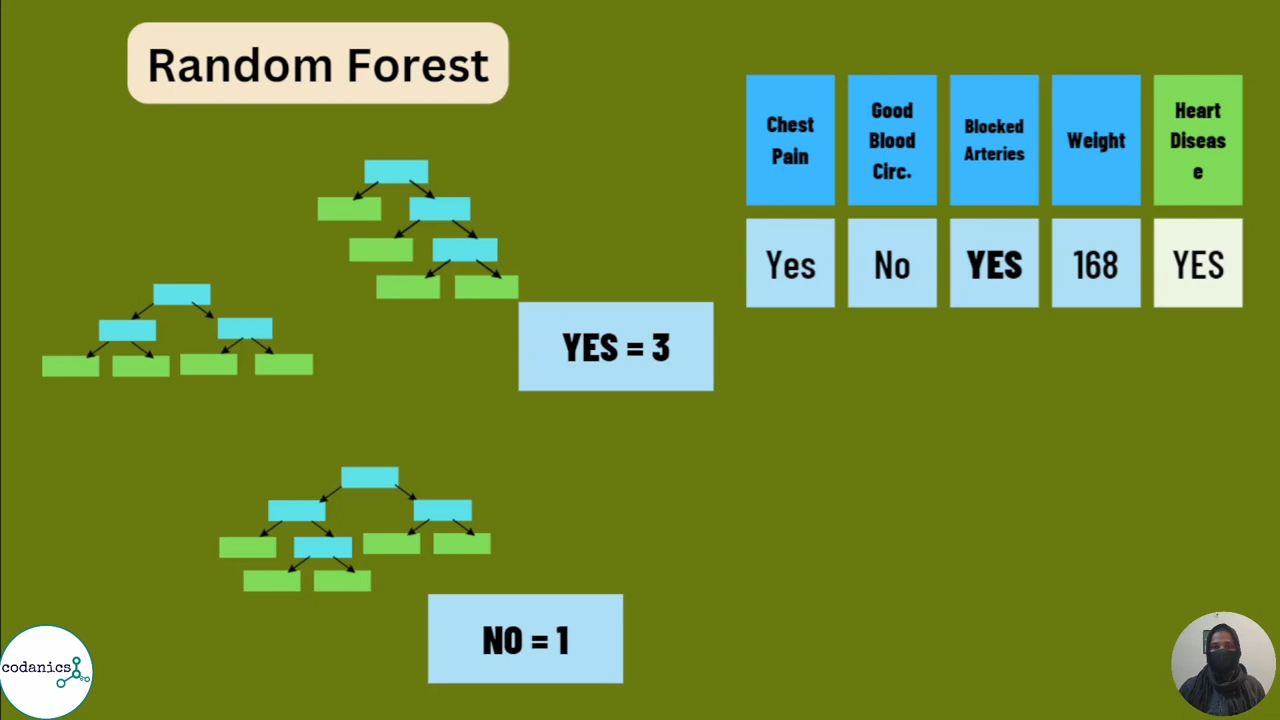 Random Forest
Chest
Pain
Good
Blood
Circ.
Blocked
Arteries
Weight
Heart
Diseas
e
Yes
No
YES
168
YES
YES = 3
NO = 1
codanics